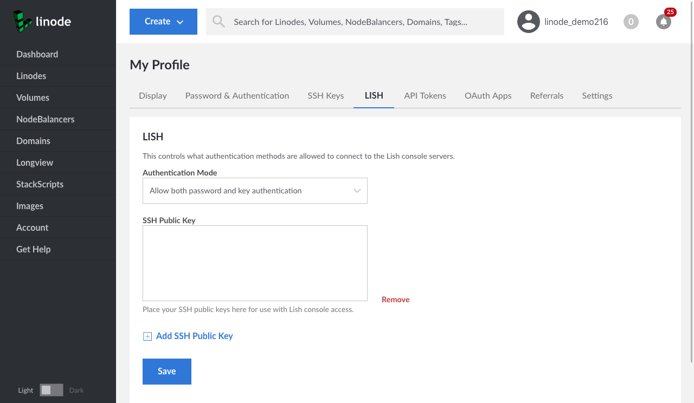 linode
Create
Search for Linodes, Volumes, NodeBalancers, Domains, Tags...
linode_demo216
0
25
Dashboard
Linodes
Volumes
NodeBalancers
Domains
Longview
StackScripts
Images
Account
Get Help
Light
Dark
My Profile
Display
Password & Authentication
SSH Keys
LISH
API Tokens
OAuth Apps
Referrals
Settings
LISH
This controls what authentication methods are allowed to connect to the Lish console servers.
Authentication Mode
Allow both password and key authentication
SSH Public Key
Remove
Place your SSH public keys here for use with Lish console access.
Add SSH Public Key
Save